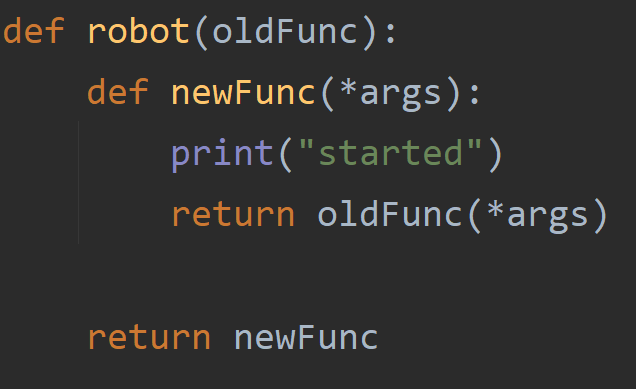 def robot(oldFunc):
    def newFunc(*args):
        print("started")
        return oldFunc(*args)

    return newFunc